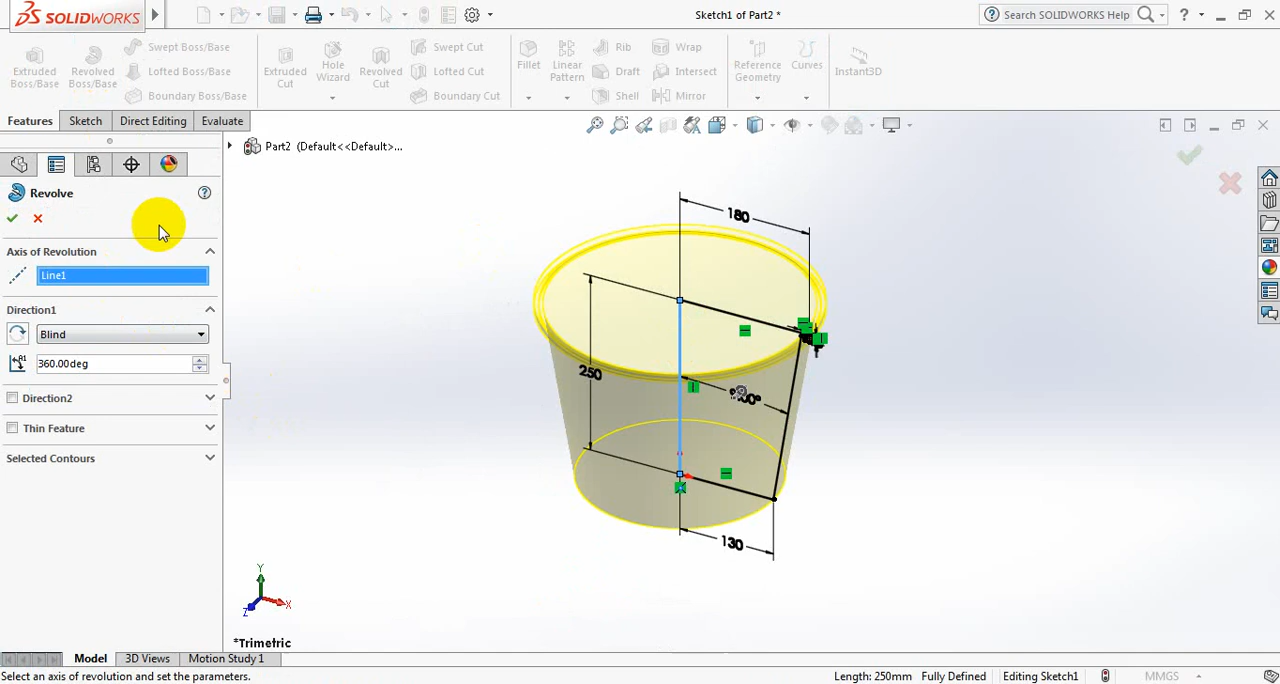 SOLIDWORKS
Sketch1 of Part2 *
Search SOLIDWORKS Help
?
Extruded Boss/Base
Revolved Boss/Base
Swept Boss/Base
Lofted Boss/Base
Boundary Boss/Base
Extruded Cut
Hole Wizard
Revolved Cut
Swept Cut
Lofted Cut
Boundary Cut
Fillet
Linear Pattern
Rib
Draft
Shell
Wrap
Intersect
Mirror
Reference Geometry
Curves
Instant3D
Features
Sketch
Direct Editing
Evaluate
Part2 (Default<<Default>...
Revolve
?
Axis of Revolution
Line1
Direction1
Blind
360.00deg
Direction2
Thin Feature
Selected Contours
180
250
130
Y
X
Z
*Trimetric
Model
3D Views
Motion Study 1
Select an axis of revolution and set the parameters.
Length: 250mm
Fully Defined
Editing Sketch1
MMGS